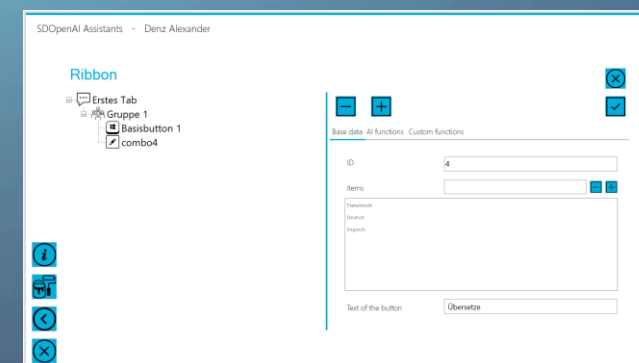 SDOpenAI Assistants - Denz Alexander
Ribbon
Erstes Tab
Gruppe 1
Basisbutton 1
combo4
Base data AI functions Custom functions
ID 4
Items
Französisch
Deutsch
Englisch
Text of the button Übersetze